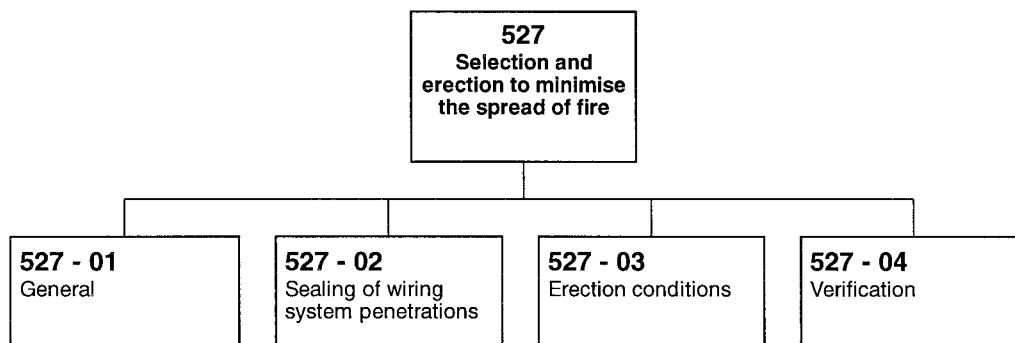 527
Selection and
erection to minimise
the spread of fire
527 - 01
General
527 - 02
Sealing of wiring
system penetrations
527 - 03
Erection conditions
527 - 04
Verification